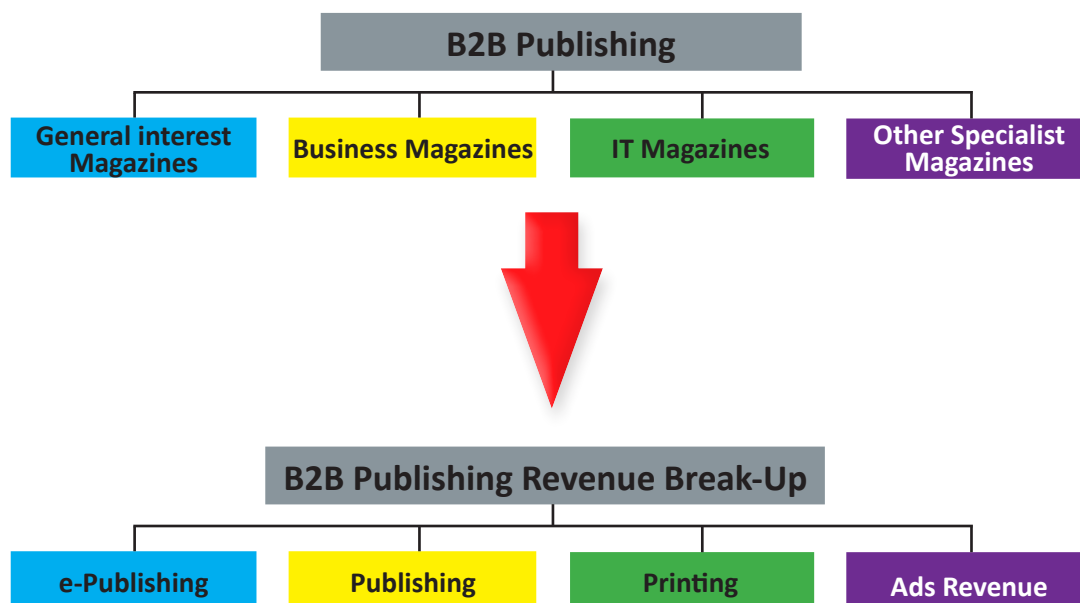 B2B Publishing
General interest
Magazines
Business Magazines
IT Magazines
Other Specialist
Magazines
B2B Publishing Revenue Break-Up
e-Publishing
Publishing
Printing
Ads Revenue